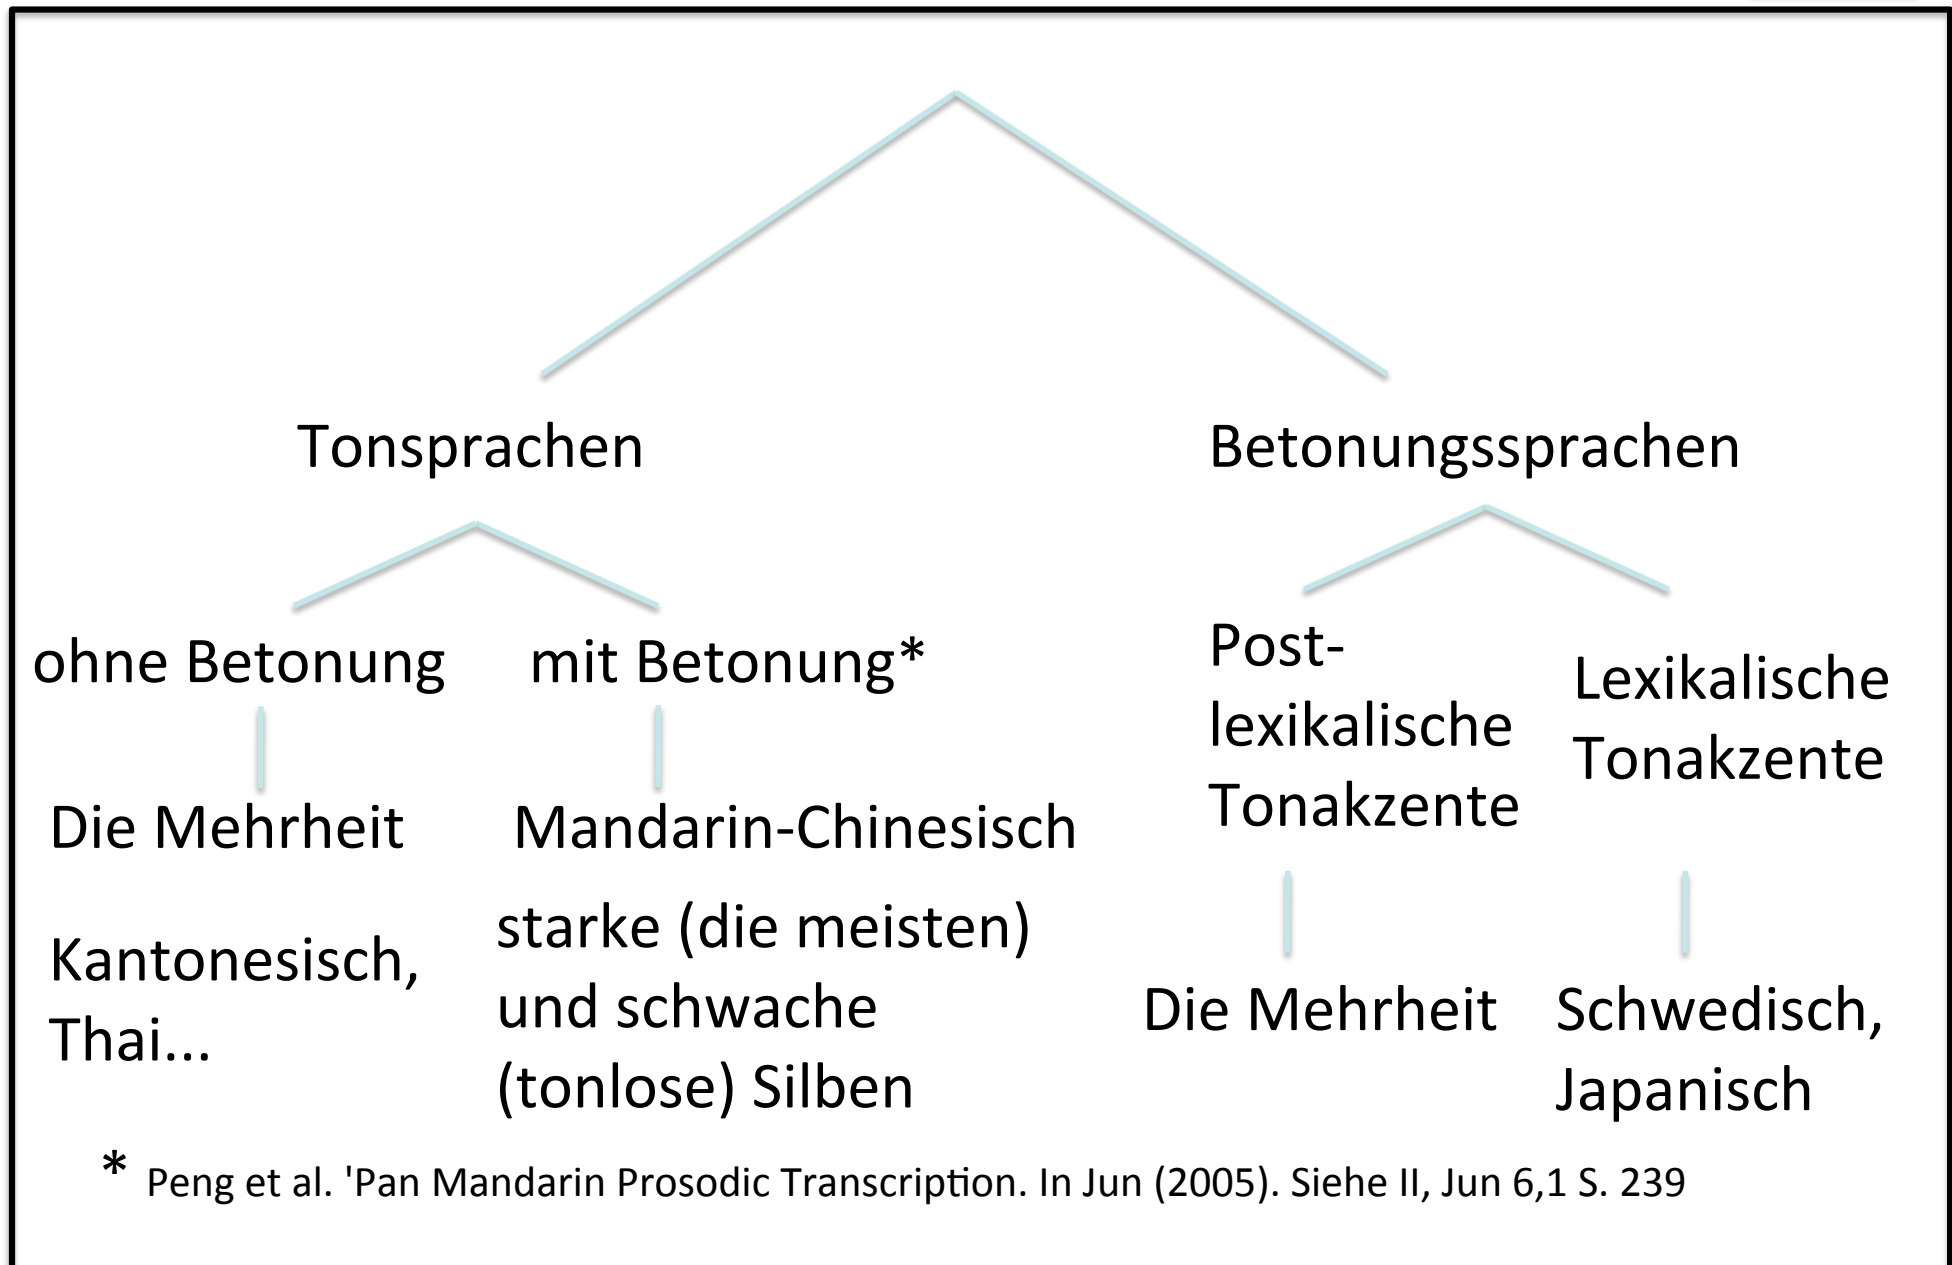 Tonsprachen
Betonungssprachen
ohne Betonung
mit Betonung*
Post-
lexikalische
Tonakzente
Lexikalische
Tonakzente
Die Mehrheit
Kantonesisch,
Thai...
Mandarin-Chinesisch
starke (die meisten)
und schwache
(tonlose) Silben
Die Mehrheit
Schwedisch,
Japanisch
* Peng et al. 'Pan Mandarin Prosodic Transcription. In Jun (2005). Siehe II, Jun 6,1 S. 239